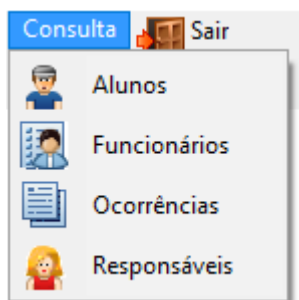 Consulta Sair
Alunos
Funcionários
Ocorrências
Responsáveis